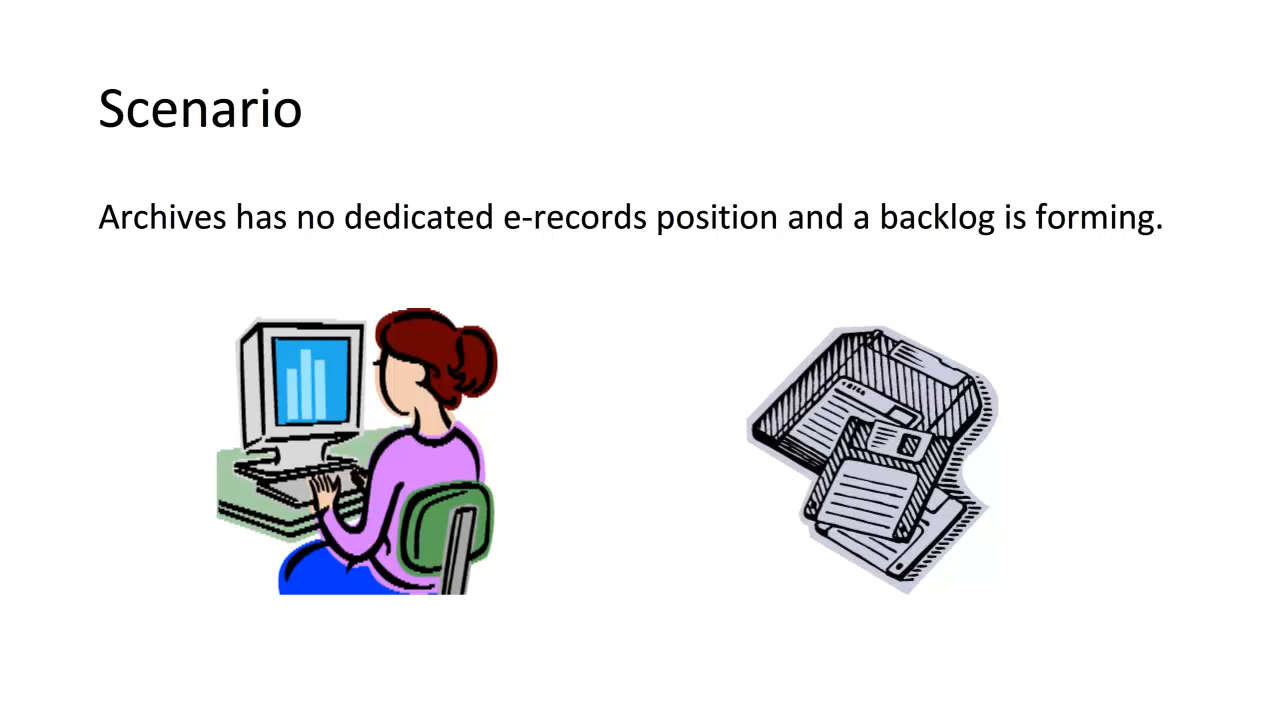 Scenario
Archives has no dedicated e-records position and a backlog is forming.